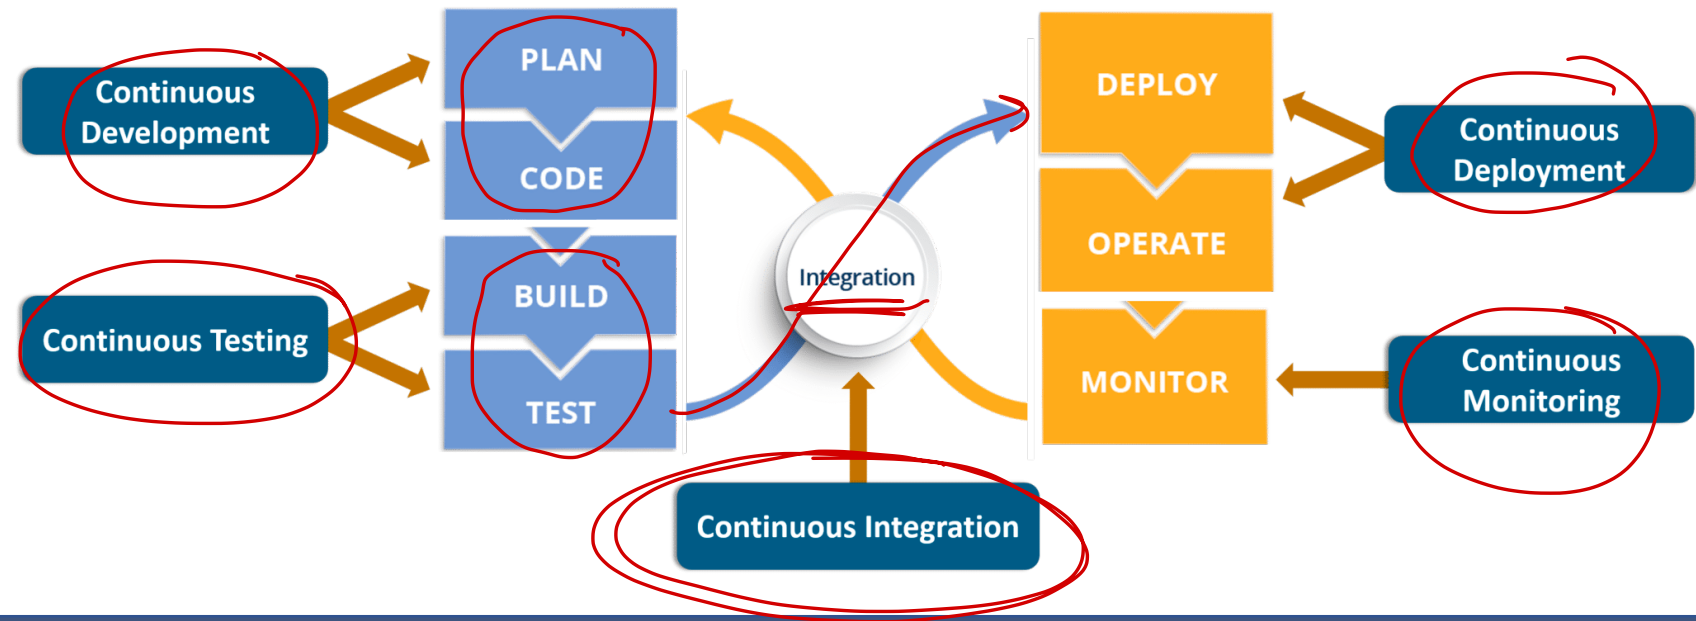 Continuous
Development
Continuous Testing
PLAN
CODE
BUILD
TEST
Integration
Continuous Integration
DEPLOY
OPERATE
MONITOR
Continuous
Deployment
Continuous
Monitoring